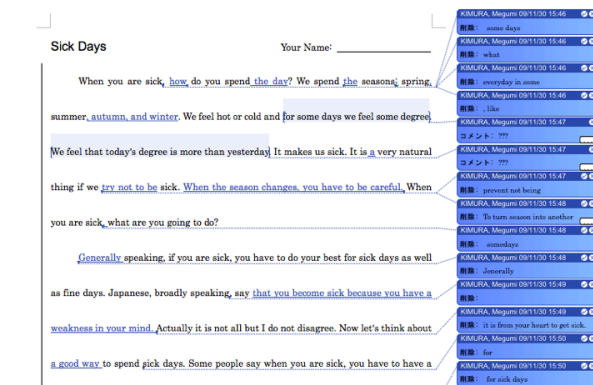 KIMURA, Megumi 09/11/30 15:46
削除: some days
Sick Days
Your Name:
KIMURA, Megumi 09/11/30 15:46
削除: what
KIMURA, Megumi 09/11/30 15:46
削除: everyday in some
When you are sick, how do you spend the day? We spend the seasons; spring,
KIMURA, Megumi 09/11/30 15:46
削除: , like
summer, autumn, and winter. We feel hot or cold and for some days we feel some degree.
KIMURA, Megumi 09/11/30 15:47
コメント: ???
We feel that today's degree is more than yesterday. It makes us sick. It is a very natural
KIMURA, Megumi 09/11/30 15:47
コメント: ???
KIMURA, Megumi 09/11/30 15:47
削除: prevent not being
thing if we try not to be sick. When the season changes, you have to be careful. When
KIMURA, Megumi 09/11/30 15:48
削除: To turn season into another
you are sick, what are you going to do?
KIMURA, Megumi 09/11/30 15:48
削除: somedays
Generally speaking, if you are sick, you have to do your best for sick days as well
KIMURA, Megumi 09/11/30 15:48
削除: Jenerally
as fine days. Japanese, broadly speaking, say that you become sick because you have a
KIMURA, Megumi 09/11/30 15:49
削除:
KIMURA, Megumi 09/11/30 15:49
削除: it is from your heart to get sick.
weakness in your mind. Actually it is not all but I do not disagree. Now let's think about
KIMURA, Megumi 09/11/30 15:50
削除: for
a good way to spend sick days. Some people say when you are sick, you have to have a
KIMURA, Megumi 09/11/30 15:50
削除: for sick days